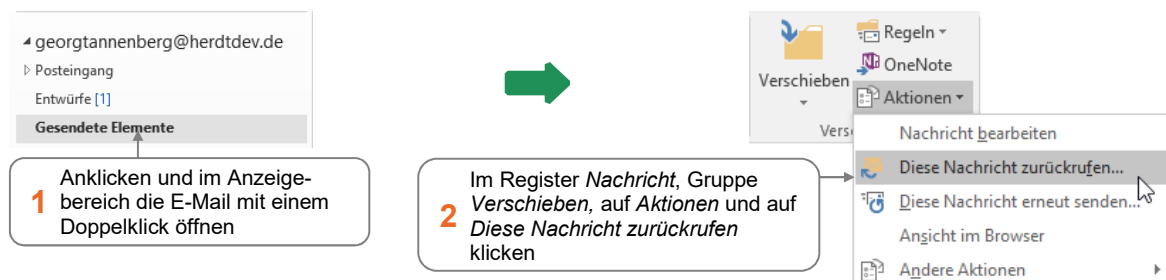 georgtannenberg@herdtdev.de
Posteingang
Entwürfe [1]
Gesendete Elemente
1
Anklicken und im Anzeige-
bereich die E-Mail mit einem
Doppelklick öffnen
Verschieben
Regeln
OneNote
Aktionen
Vers
Nachricht bearbeiten
Diese Nachricht zurückrufen...
Diese Nachricht erneut senden...
Ansicht im Browser
Andere Aktionen
2
Im Register Nachricht, Gruppe
Verschieben, auf Aktionen und auf
Diese Nachricht zurückrufen
klicken